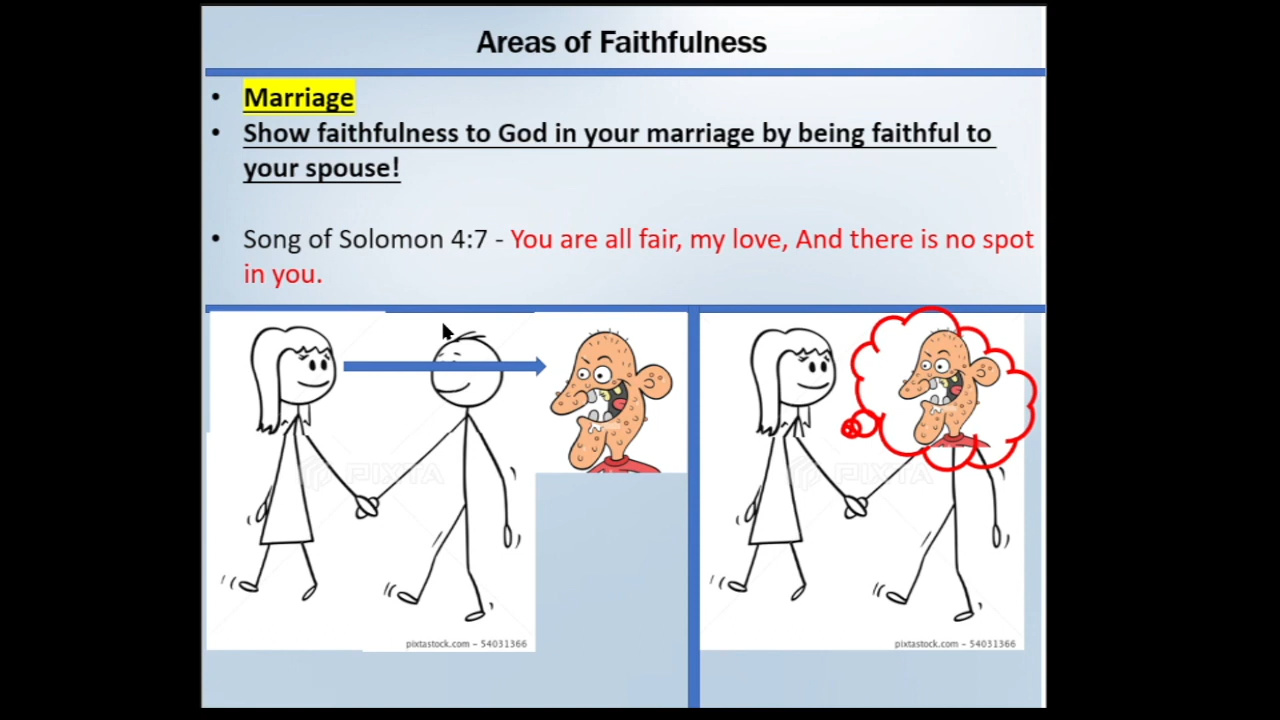 Areas of Faithfulness
• Marriage
• Show faithfulness to God in your marriage by being faithful to
your spouse!
• Song of Solomon 4:7 - You are all fair, my love, And there is no spot
in you.
PIXTA
PIXTA
pixtastock.com - 54031366
pixtastock.com - 54031366